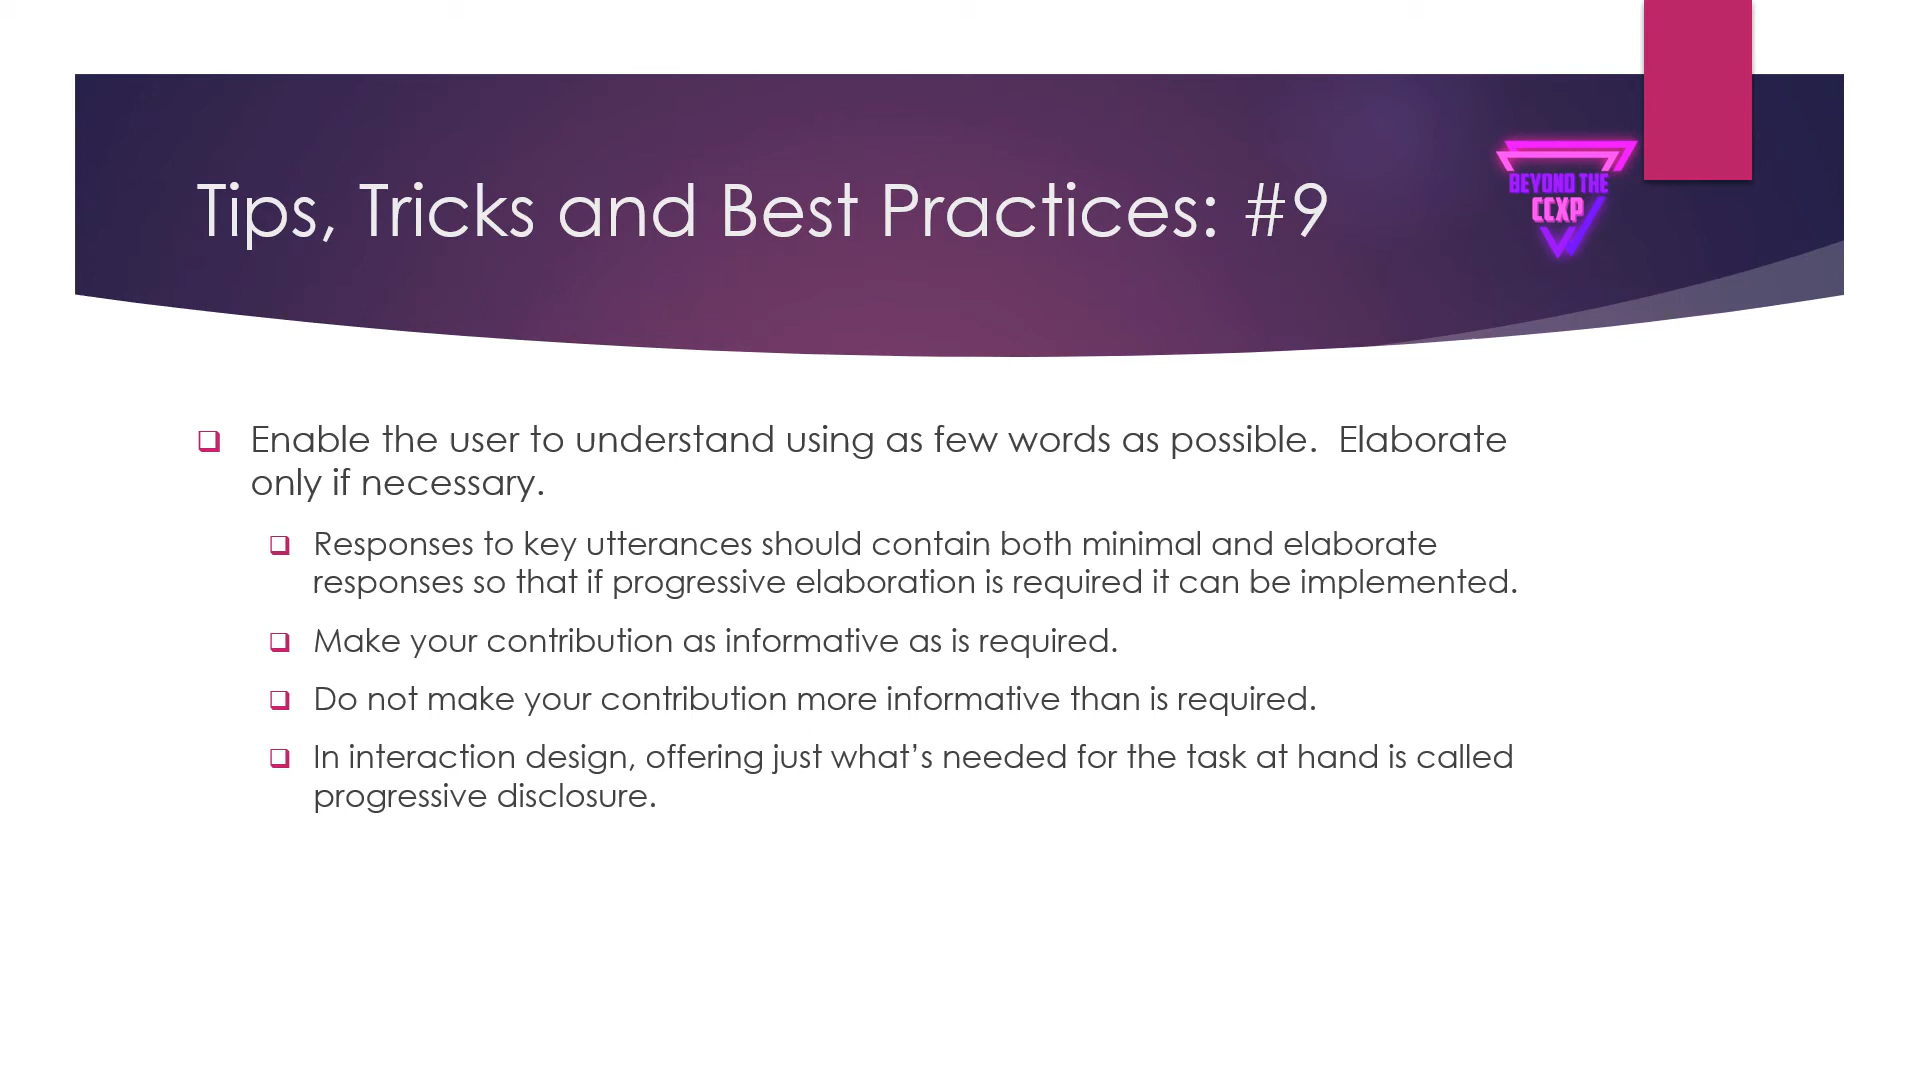 Tips, Tricks and Best Practices: #9
BEYOND THE
CCXP
Enable the user to understand using as few words as possible.  Elaborate
only if necessary.
Responses to key utterances should contain both minimal and elaborate
responses so that if progressive elaboration is required it can be implemented.
Make your contribution as informative as is required.
Do not make your contribution more informative than is required.
In interaction design, offering just what’s needed for the task at hand is called
progressive disclosure.